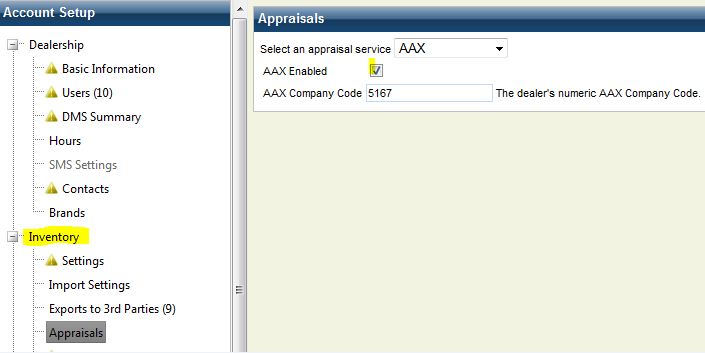 Account Setup
Dealership
Basic Information
Users (10)
DMS Summary
Hours
SMS Settings
Contacts
Brands
Inventory
Settings
Import Settings
Exports to 3rd Parties (9)
Appraisals
Appraisals
Select an appraisal service AAX
AAX Enabled
AAX Company Code 5167 The dealer's numeric AAX Company Code.